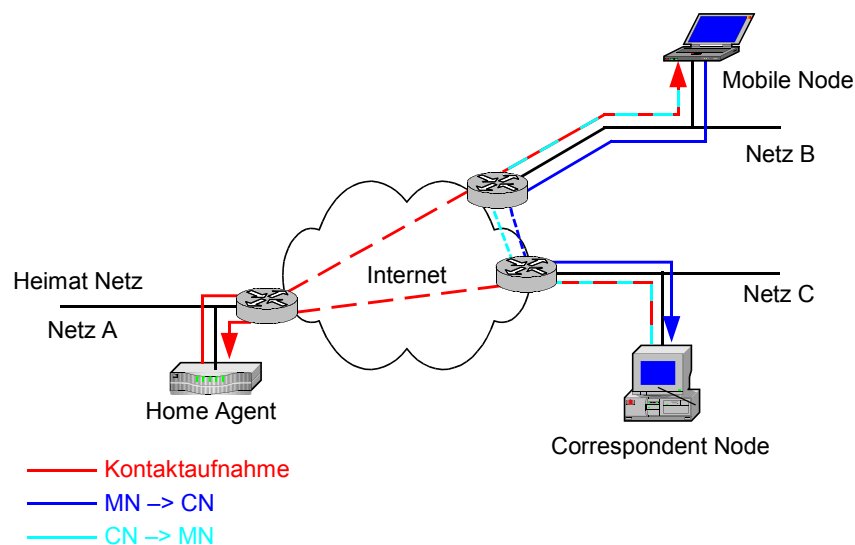 Mobile Node
Netz B
Internet
Heimat Netz
Netz A
Netz C
Home Agent
Correspondent Node
Kontaktaufnahme
MN –> CN
CN –> MN